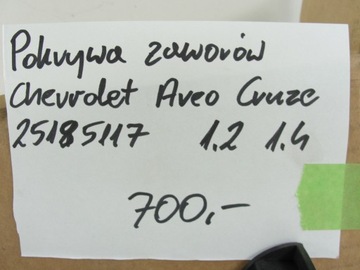 Pokrywa zaworów
Chevrolet Aveo Cruze
25185117 1.2 1.4
700,-